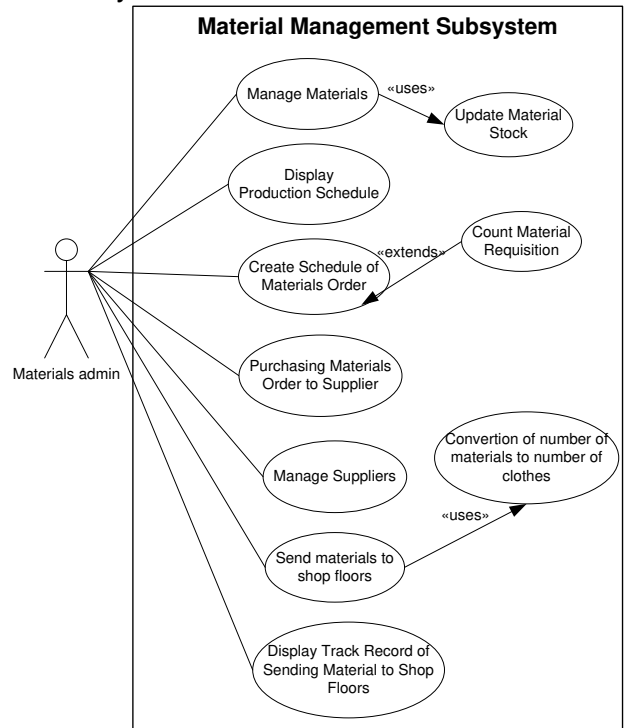 Material Management Subsystem
Manage Materials
«uses»
Update Material
Stock
Display
Production Schedule
Count Material
Requisition
«extends»
Create Schedule of
Materials Order
Materials admin
Purchasing Materials
Order to Supplier
Convertion of number of
materials to number of
clothes
Manage Suppliers
«uses»
Send materials to
shop floors
Display Track Record of
Sending Material to Shop
Floors